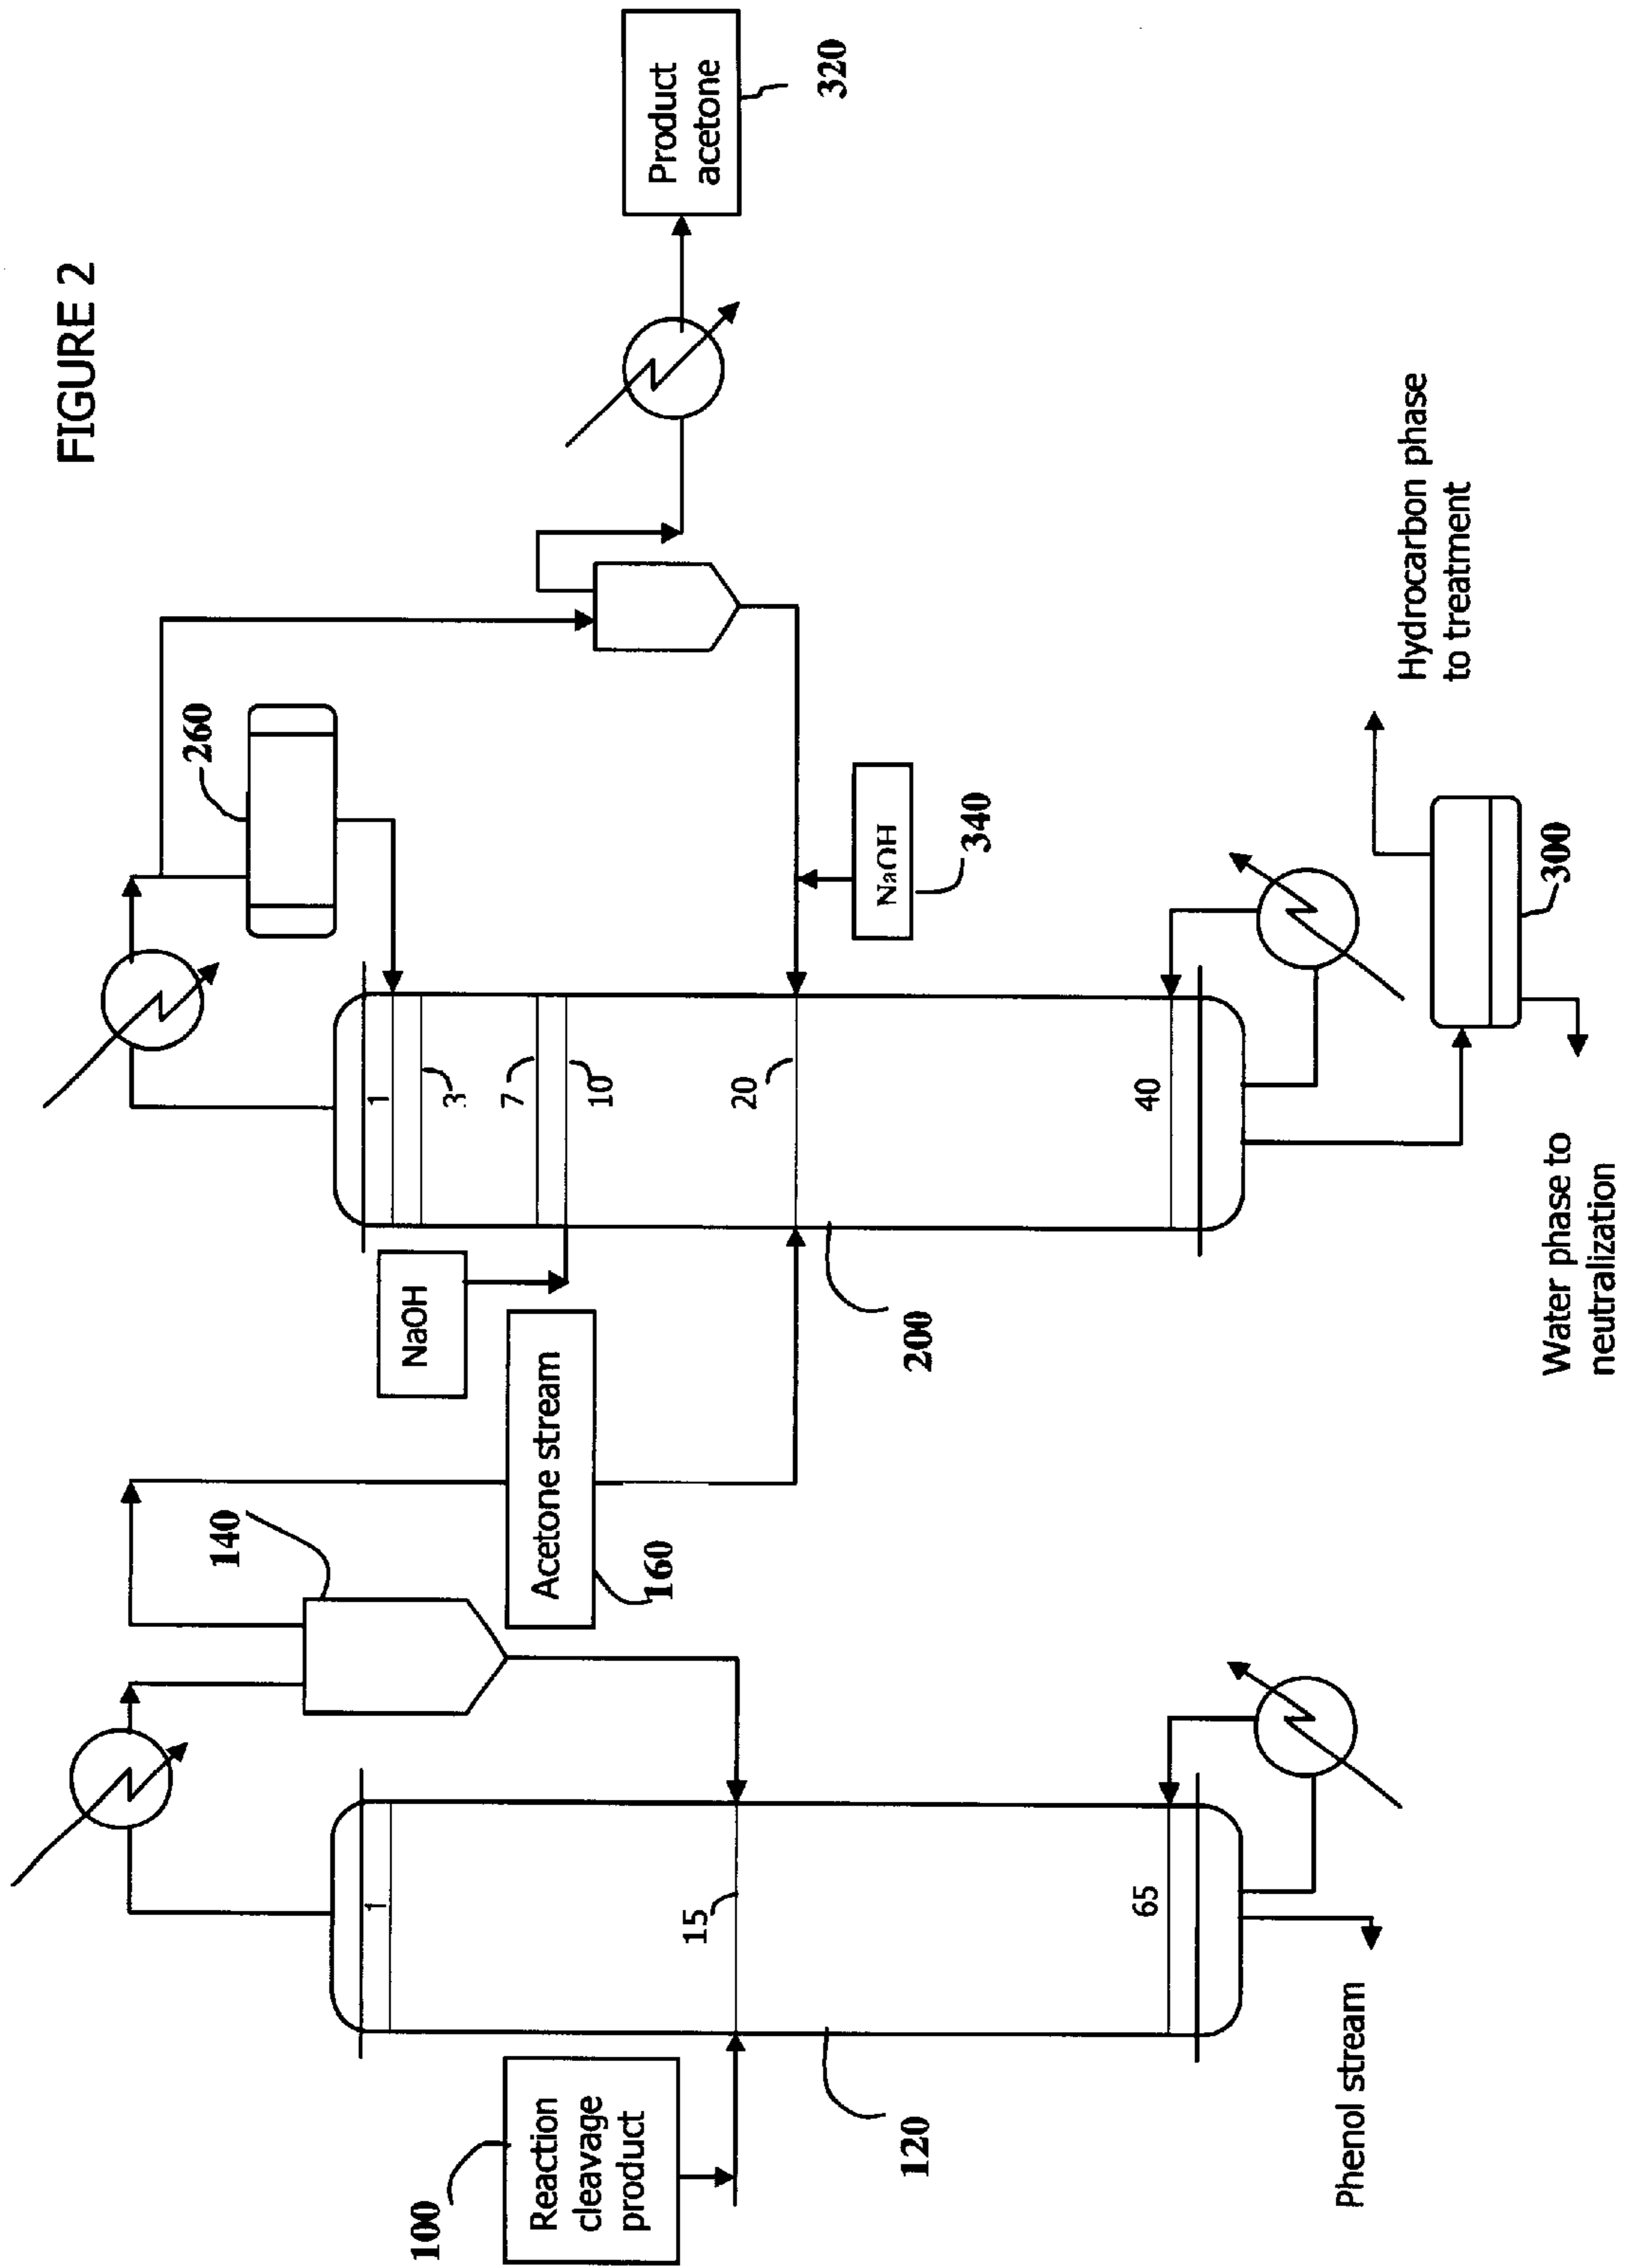 FIGURE 2
100
Reaction
cleavage
product
120
1
15
65
Phenol stream
140
Acetone stream
160
NaOH
200
1
3
7
10
20
40
260
NaOH
340
Product
acetone
320
Hydrocarbon phase
to treatment
300
Water phase to
neutralization